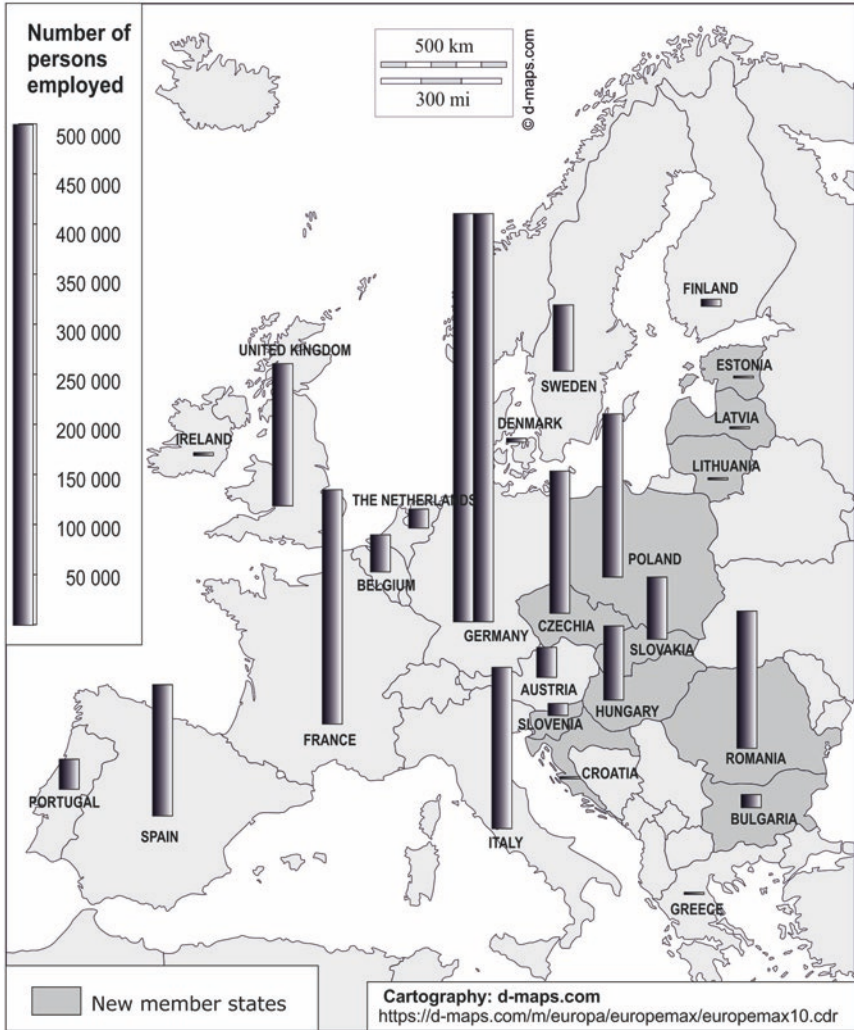 Number of
persons
employed
500 000
450 000
400 000
350 000
300 000
250 000
200 000
150 000
100 000
50 000
500 km
300 mi
© d-maps.com
FINLAND
UNITED KINGDOM
ESTONIA
SWEDEN
LATVIA
DENMARK
IRELAND
LITHUANIA
THE NETHERLANDS
POLAND
BELGIUM
CZECHIA
GERMANY
SLOVAKIA
AUSTRIA
HUNGARY
SLOVENIA
FRANCE
ROMANIA
CROATIA
PORTUGAL
BULGARIA
SPAIN
ITALY
GREECE
New member states
Cartography: d-maps.com
https://d-maps.com/m/europa/europemax/europemax10.cdr